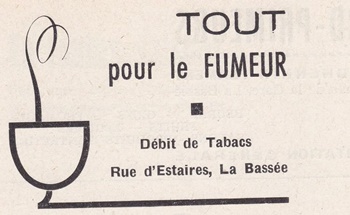 TOUT
pour le FUMEUR
Débit de Tabacs
Rue d'Estaires, La Bassée